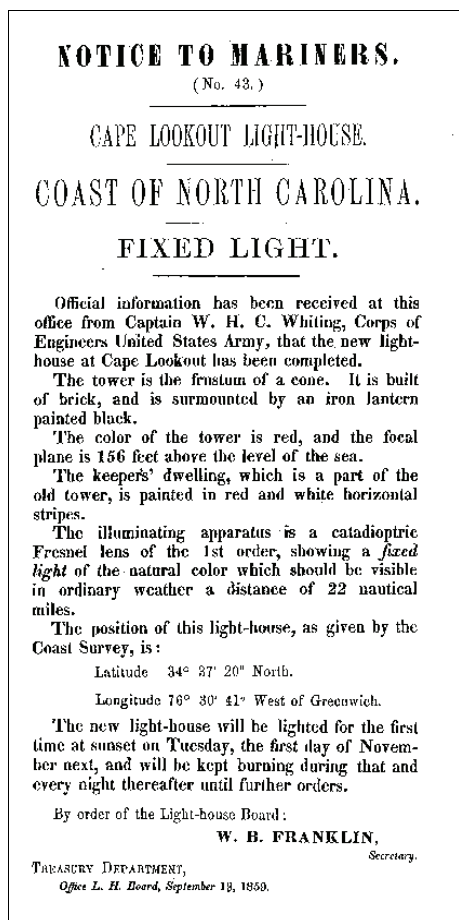 NOTICE TO MARINERS.
(No. 43.)
CAPE LOOKOUT LIGHT-HOUSE.
COAST OF NORTH CAROLINA.
FIXED LIGHT.
Official information has been received at this
office from Captain W. H. C. Whiting, Corps of
Engineers United States Army, that the new light-
house at Cape Lookout has been completed.
The tower is the frustum of a cone. It is built
of brick, and is surmounted by an iron lantern
painted black.
The color of the tower is red, and the focal
plane is 156 feet above the level of the sea.
The keepers' dwelling, which is a part of the
old tower, is painted in red and white horizontal
stripes.
The illuminating apparatus is a catadioptric
Fresnel lens of the 1st order, showing a fixed
light of the natural color which should be visible
in ordinary weather a distance of 22 nautical
miles.
The position of this light-house, as given by the
Coast Survey, is:
Latitude 34° 37' 20" North.
Longitude 76° 30' 41" West of Greenwich.
The new light-house will be lighted for the first
time at sunset on Tuesday, the first day of Novem-
ber next, and will be kept burning during that and
every night thereafter until further orders.
By order of the Light-house Board:
W. B. FRANKLIN,
Secretary.
TREASURY DEPARTMENT,
Office L. H. Board, September 19, 1859.